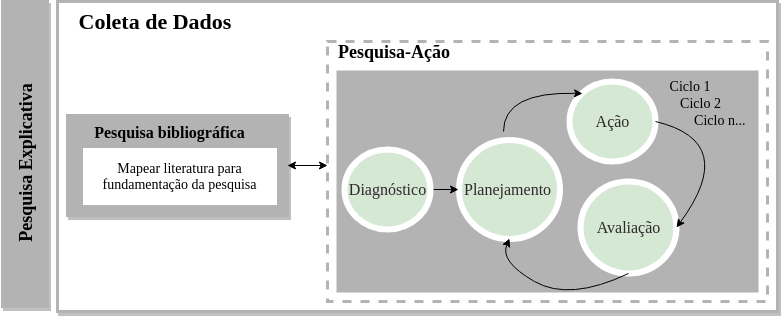 Pesquisa Explicativa
Coleta de Dados
Pesquisa bibliográfica
Mapear literatura para
fundamentação da pesquisa
Pesquisa-Ação
Diagnóstico
Planejamento
Ação
Avaliação
Ciclo 1
Ciclo 2
Ciclo n...